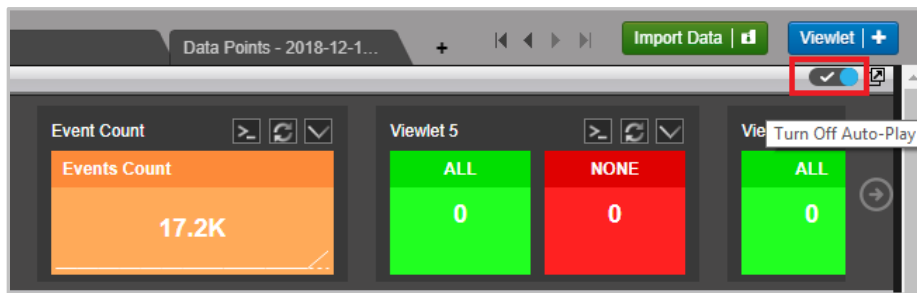 Data Points - 2018-12-1...
+
Import Data |
Viewlet | +
Event Count
>_
Viewlet 5
>_
Vie
Turn Off Auto-Play
Events Count
17.2K
ALL
0
NONE
0
ALL
0